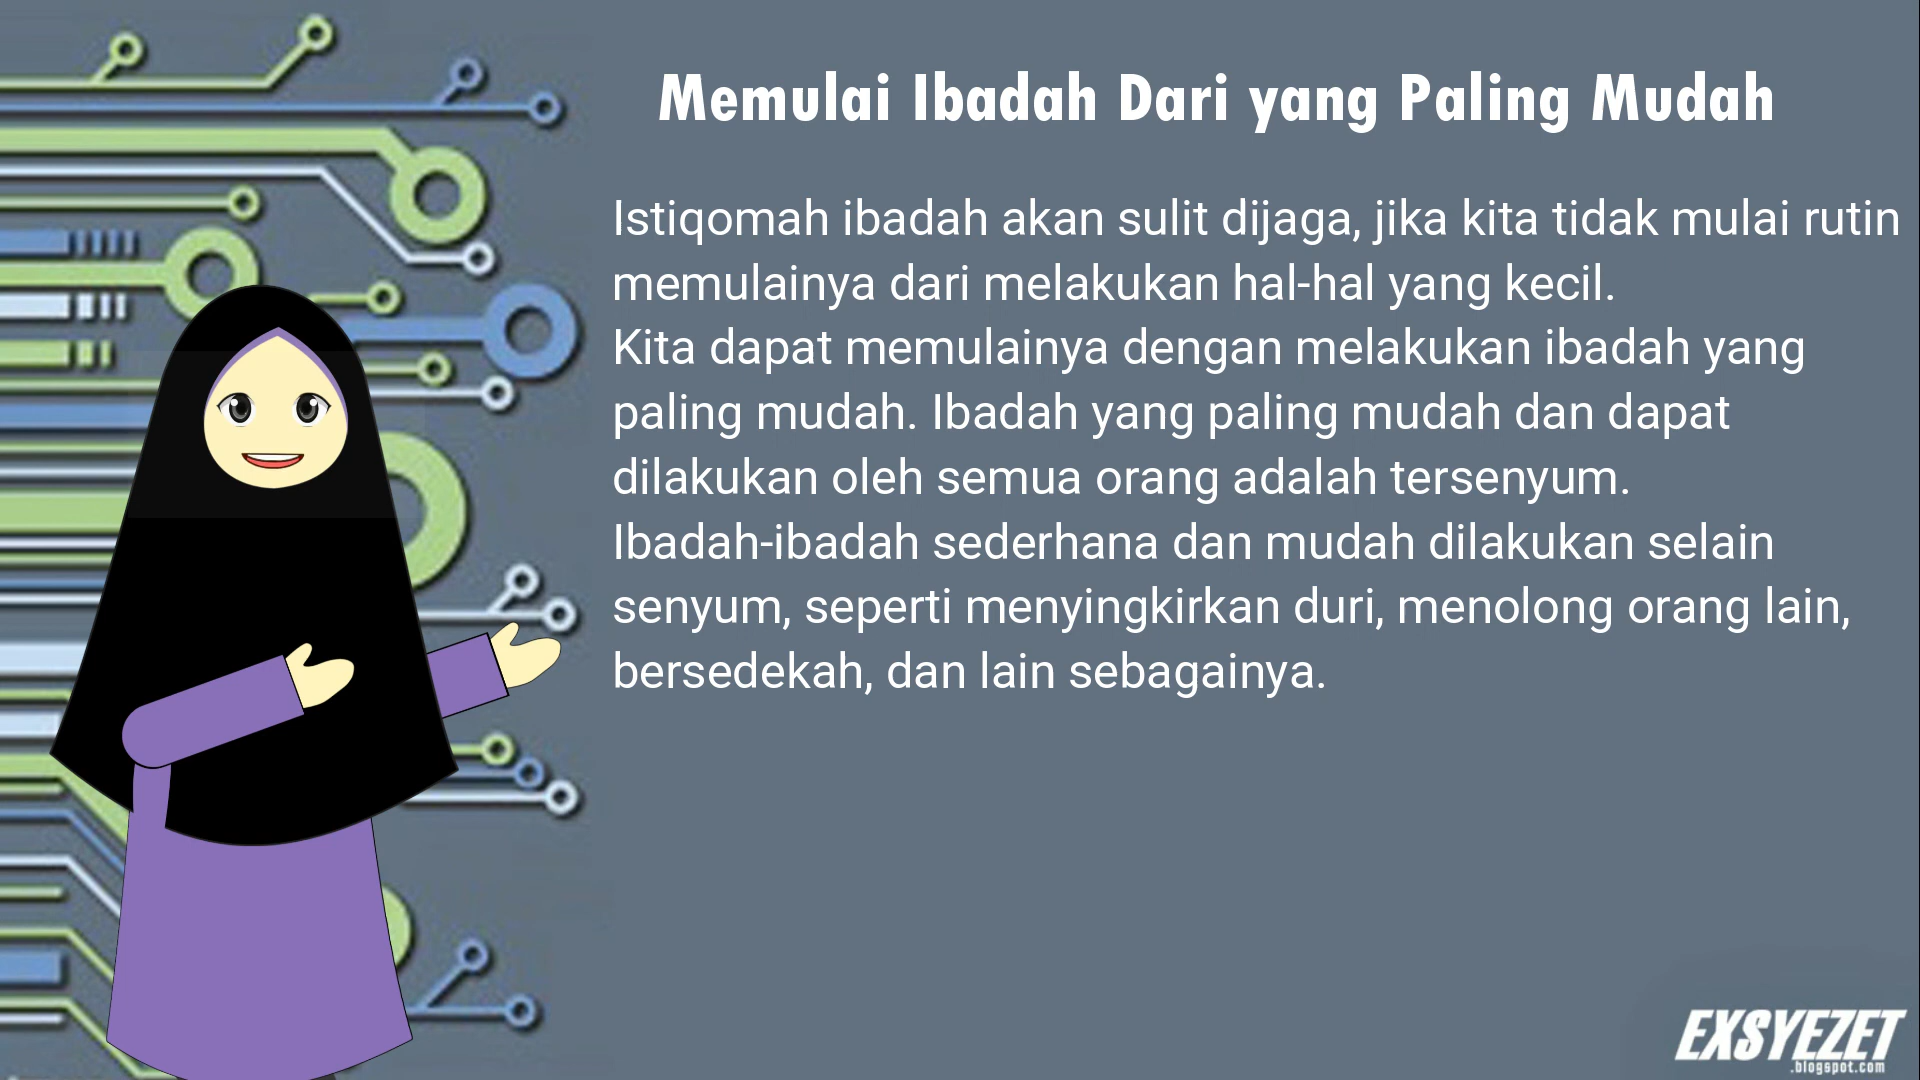 Memulai Ibadah Dari yang Paling Mudah
Istiqomah ibadah akan sulit dijaga, jika kita tidak mulai rutin
memulainya dari melakukan hal-hal yang kecil.
Kita dapat memulainya dengan melakukan ibadah yang
paling mudah. Ibadah yang paling mudah dan dapat
dilakukan oleh semua orang adalah tersenyum.
Ibadah-ibadah sederhana dan mudah dilakukan selain
senyum, seperti menyingkirkan duri, menolong orang lain,
bersedekah, dan lain sebagainya.
EXSYEZET
.blogspot.com